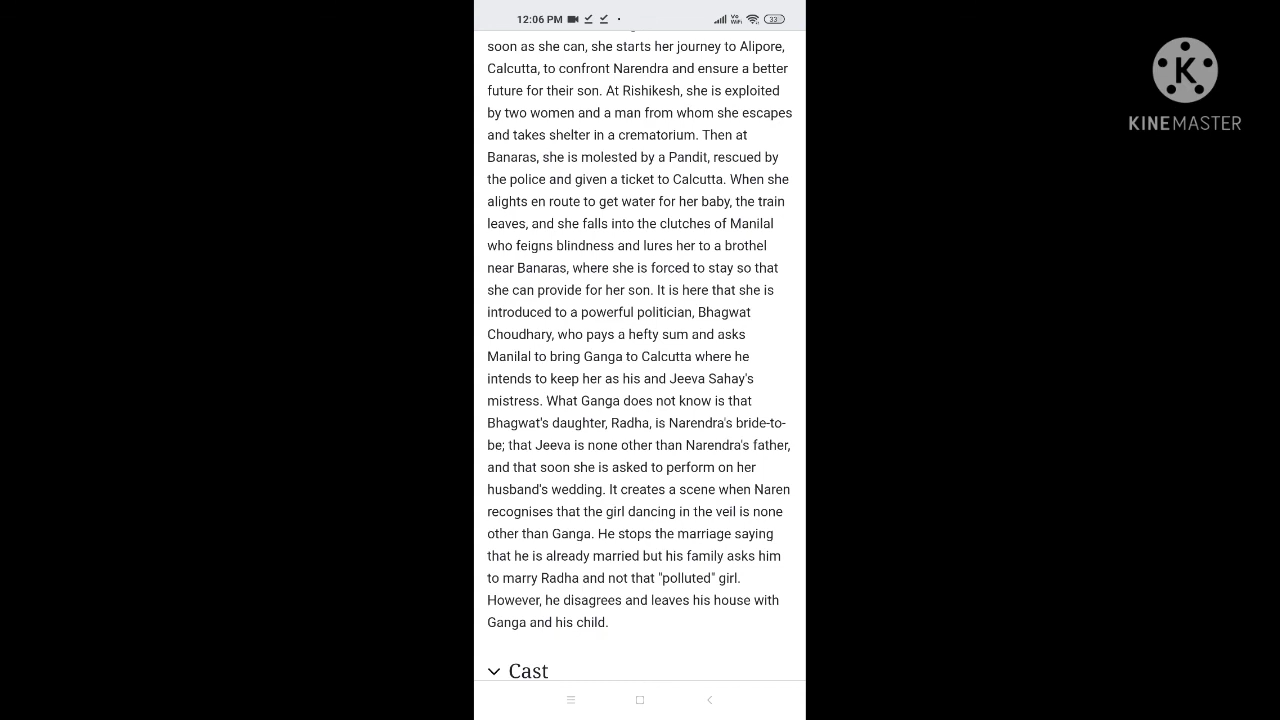 12:06 PM
Vo
WiFi
33
soon as she can, she starts her journey to Alipore,
Calcutta, to confront Narendra and ensure a better
future for their son. At Rishikesh, she is exploited
by two women and a man from whom she escapes
and takes shelter in a crematorium. Then at
Banaras, she is molested by a Pandit, rescued by
the police and given a ticket to Calcutta. When she
alights en route to get water for her baby, the train
leaves, and she falls into the clutches of Manilal
who feigns blindness and lures her to a brothel
near Banaras, where she is forced to stay so that
she can provide for her son. It is here that she is
introduced to a powerful politician, Bhagwat
Choudhary, who pays a hefty sum and asks
Manilal to bring Ganga to Calcutta where he
intends to keep her as his and Jeeva Sahay's
mistress. What Ganga does not know is that
Bhagwat's daughter, Radha, is Narendra's bride-to-
be; that Jeeva is none other than Narendra's father,
and that soon she is asked to perform on her
husband's wedding. It creates a scene when Naren
recognises that the girl dancing in the veil is none
other than Ganga. He stops the marriage saying
that he is already married but his family asks him
to marry Radha and not that "polluted" girl.
However, he disagrees and leaves his house with
Ganga and his child.
Cast
K
KINEMASTER